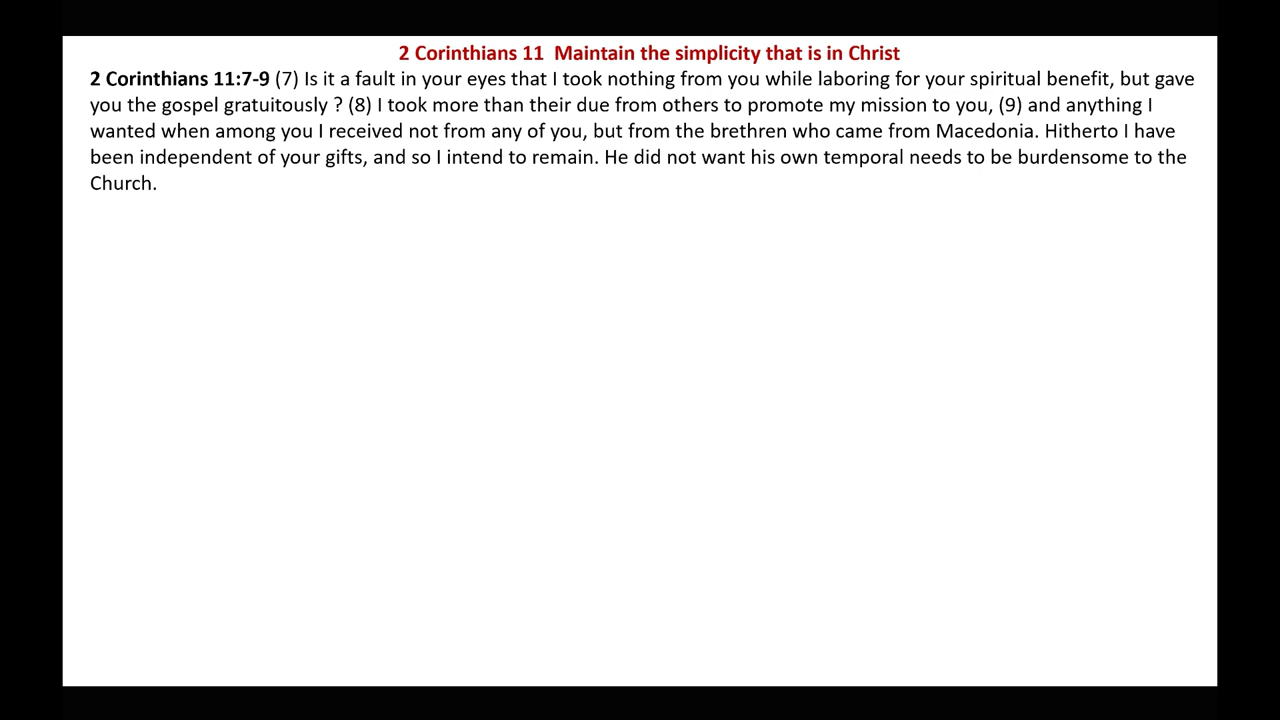 2 Corinthians 11  Maintain the simplicity that is in Christ
2 Corinthians 11:7-9 (7) Is it a fault in your eyes that I took nothing from you while laboring for your spiritual benefit, but gave
you the gospel gratuitously ? (8) I took more than their due from others to promote my mission to you, (9) and anything I
wanted when among you I received not from any of you, but from the brethren who came from Macedonia. Hitherto I have
been independent of your gifts, and so I intend to remain. He did not want his own temporal needs to be burdensome to the
Church.